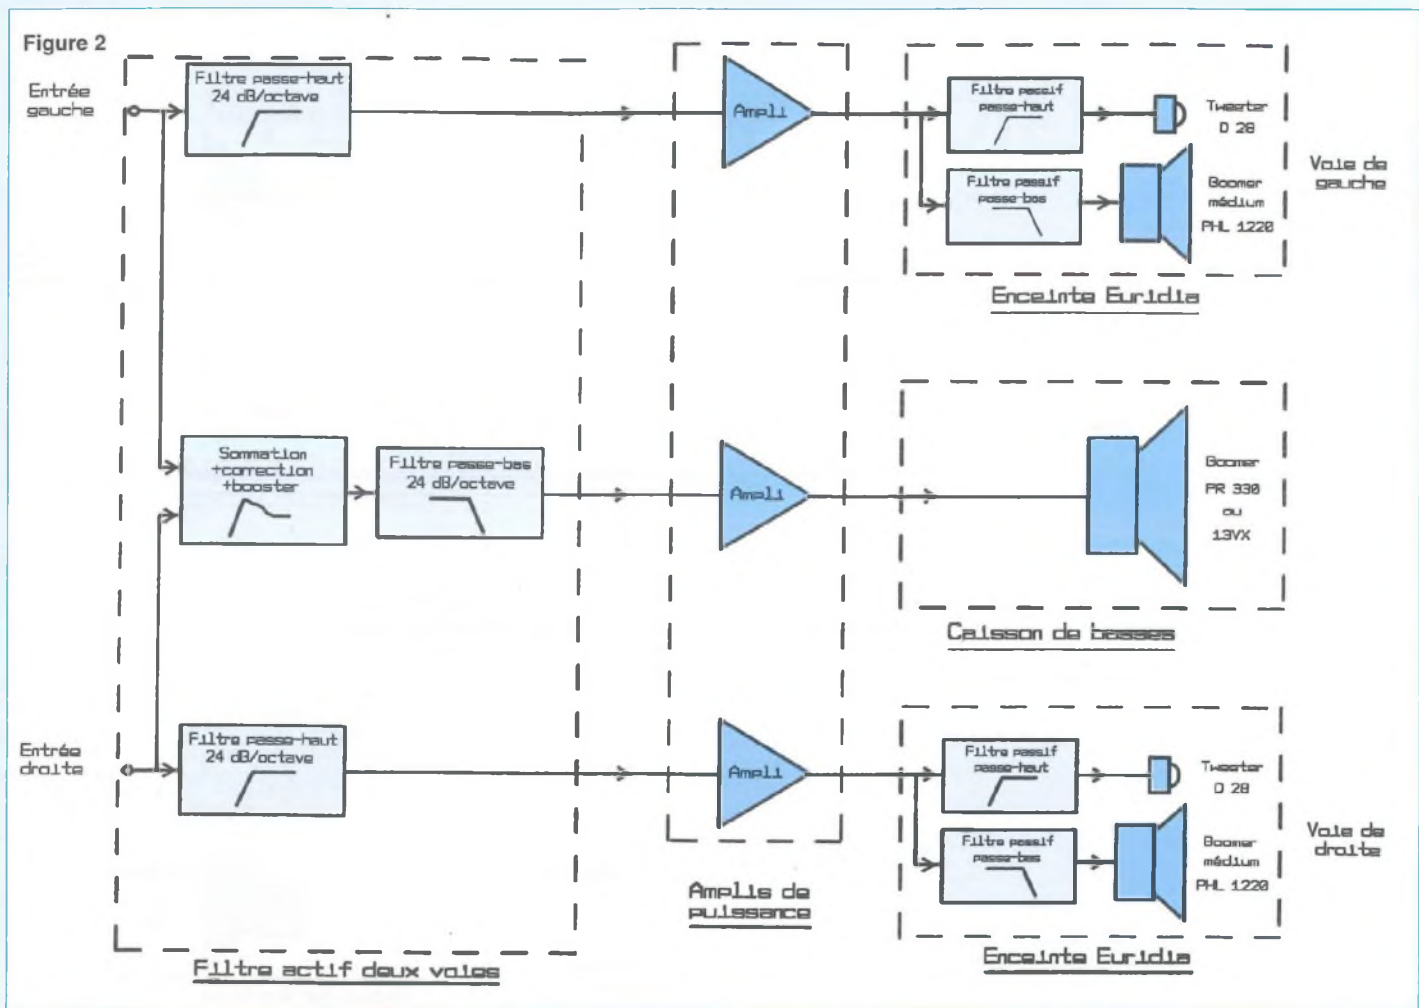 Figure 2
Entrée
gauche
Filtre passe-haut
24 dB/octave
Ampli
Filtre passif
passe-haut
Tweeter
D 28
Filtre passif
passe-bas
Boomer
médium
PHL 1220
Voie de
gauche
Enceinte Euridia
Sommation
+correction
+booster
Filtre passe-bas
24 dB/octave
Ampli
Boomer
PR 330
ou
13VX
Caisson de basses
Entrée
droite
Filtre passe-haut
24 dB/octave
Ampli
Filtre passif
passe-haut
Tweeter
D 28
Filtre passif
passe-bas
Boomer
médium
PHL 1220
Voie de
droite
Amplis de
puissance
Filtre actif deux voies
Enceinte Euridia